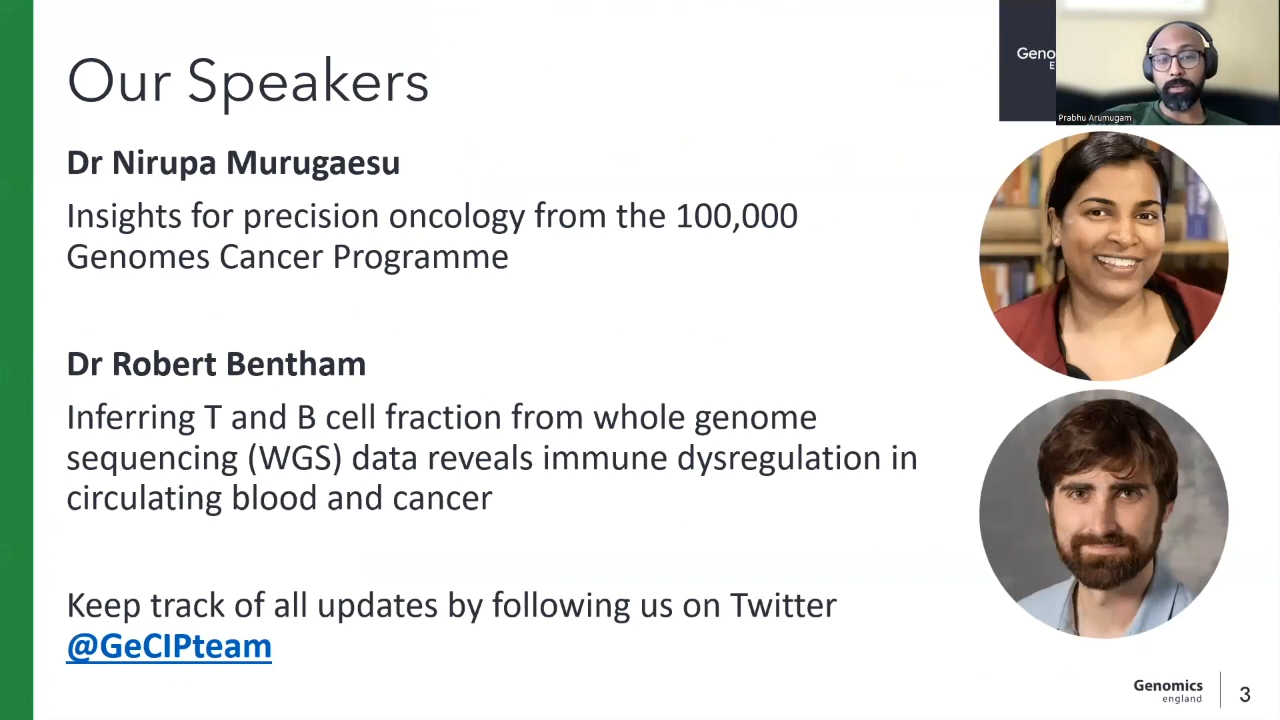 Our Speakers
Geno
E
Prabhu Arumugam
Dr Nirupa Murugaesu
Insights for precision oncology from the 100,000
Genomes Cancer Programme
Dr Robert Bentham
Inferring T and B cell fraction from whole genome
sequencing (WGS) data reveals immune dysregulation in
circulating blood and cancer
Keep track of all updates by following us on Twitter
@GeCIPteam
Genomics
england
3